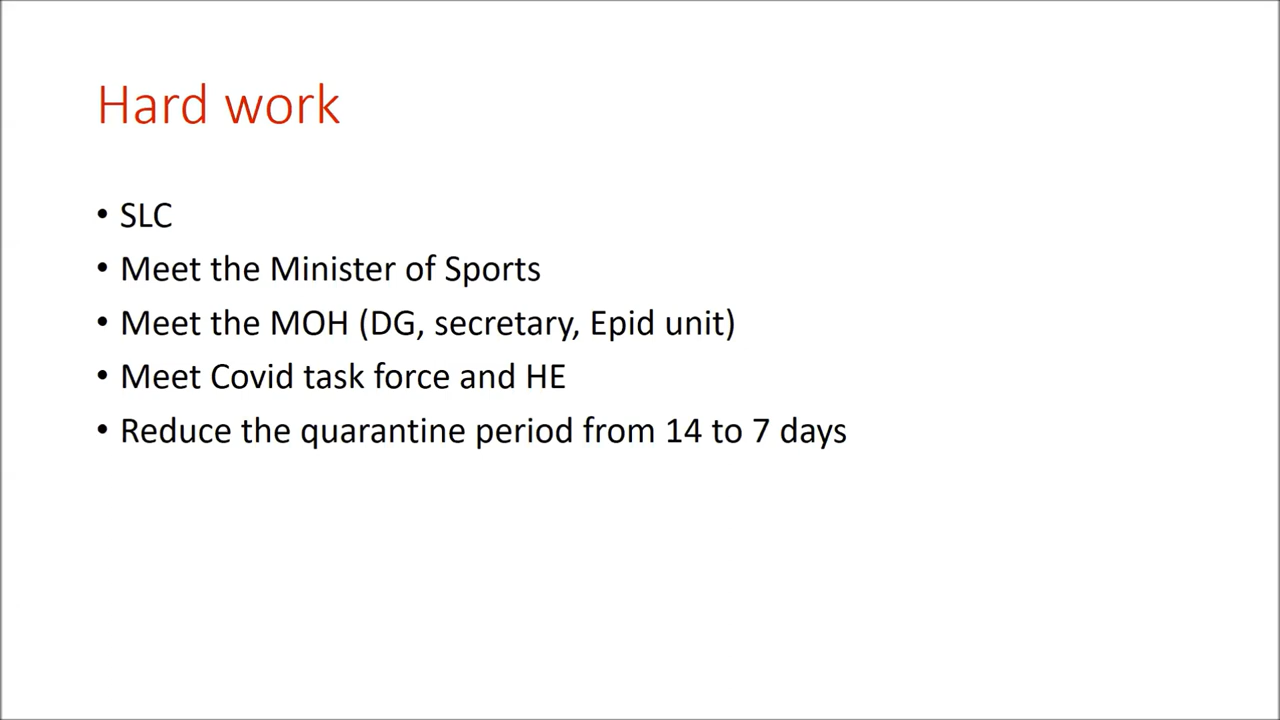 Hard work
• SLC
• Meet the Minister of Sports
• Meet the MOH (DG, secretary, Epid unit)
• Meet Covid task force and HE
• Reduce the quarantine period from 14 to 7 days